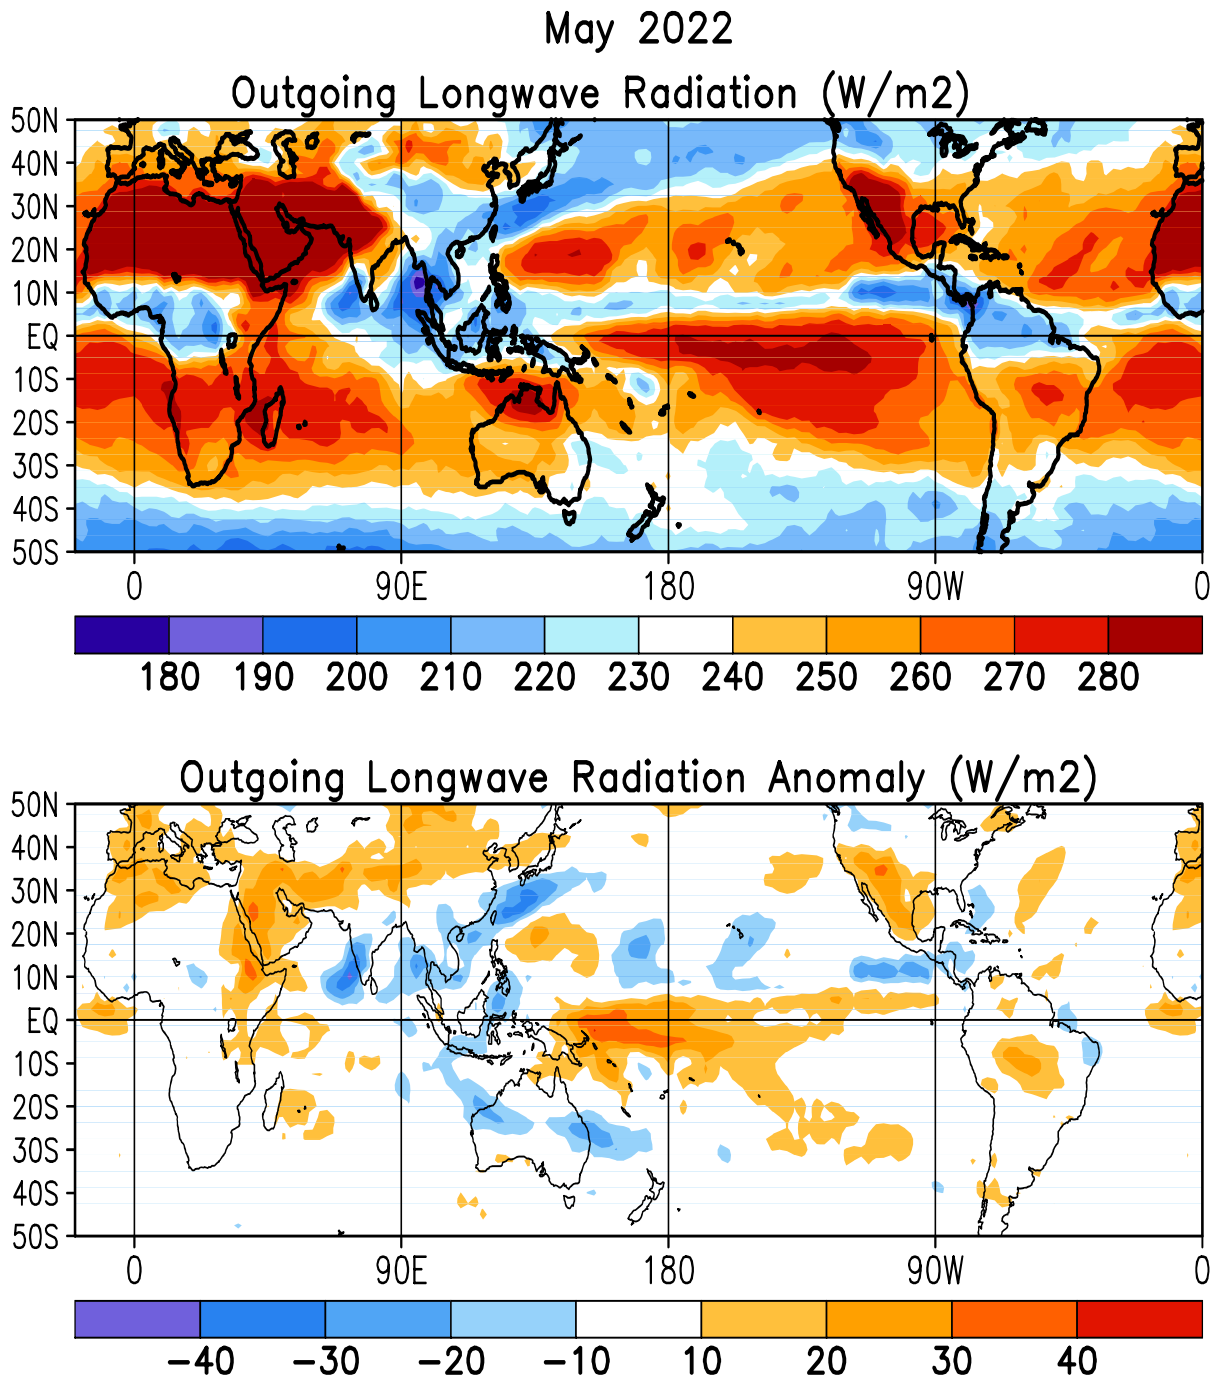 May 2022
Outgoing Longwave Radiation (W/m2)
50N
40N
30N
20N
10N
EQ
10S
20S
30S
40S
50S
0 90E 180 90W 0
180 190 200 210 220 230 240 250 260 270 280
Outgoing Longwave Radiation Anomaly (W/m2)
50N
40N
30N
20N
10N
EQ
10S
20S
30S
40S
50S
0 90E 180 90W 0
−40 −30 −20 −10 10 20 30 40